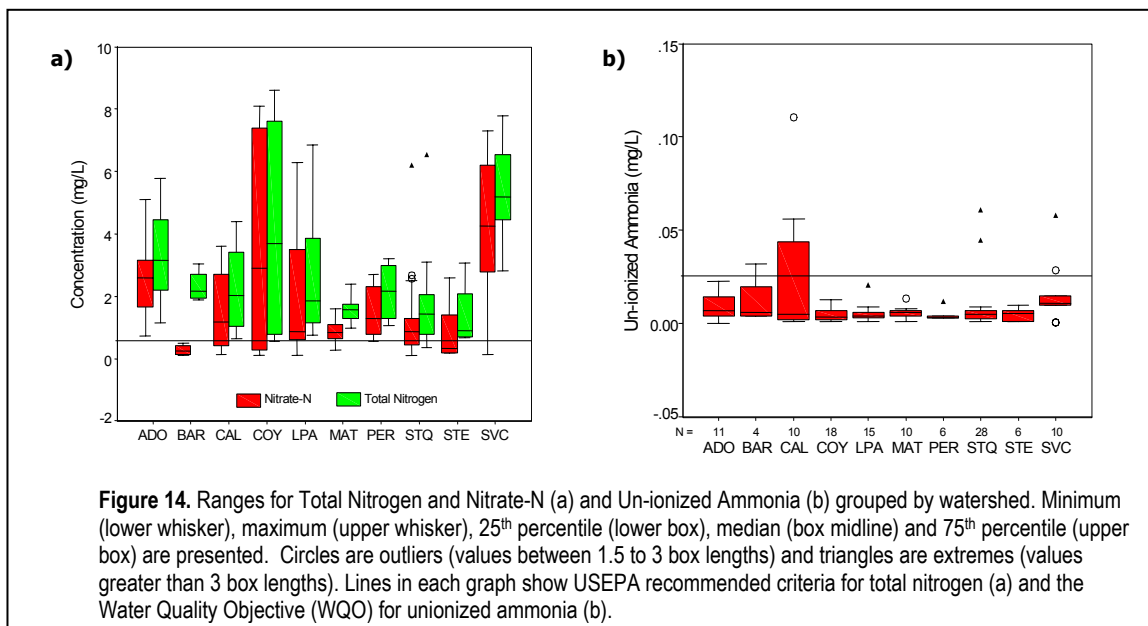 a)
10
8
6
4
2
0
-2
Concentration (mg/L)
Nitrate-N Total Nitrogen
ADO BAR CAL COY LPA MAT PER STQ STE SVC
b)
.15
.10
.05
0.00
-.05
Un-ionized Ammonia (mg/L)
N = 11 4 10 18 15 10 6 28 6 10
ADO BAR CAL COY LPA MAT PER STQ STE SVC
Figure 14. Ranges for Total Nitrogen and Nitrate-N (a) and Un-ionized Ammonia (b) grouped by watershed. Minimum
(lower whisker), maximum (upper whisker), 25th percentile (lower box), median (box midline) and 75th percentile (upper
box) are presented. Circles are outliers (values between 1.5 to 3 box lengths) and triangles are extremes (values
greater than 3 box lengths). Lines in each graph show USEPA recommended criteria for total nitrogen (a) and the
Water Quality Objective (WQO) for unionized ammonia (b).